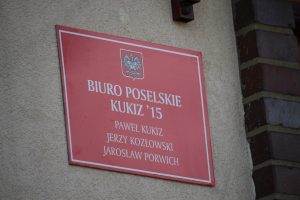 BIURO POSELSKIE
KUKIZ '15
PAWEŁ KUKIZ
JERZY KOZŁOWSKI
JAROSŁAW PORWICH